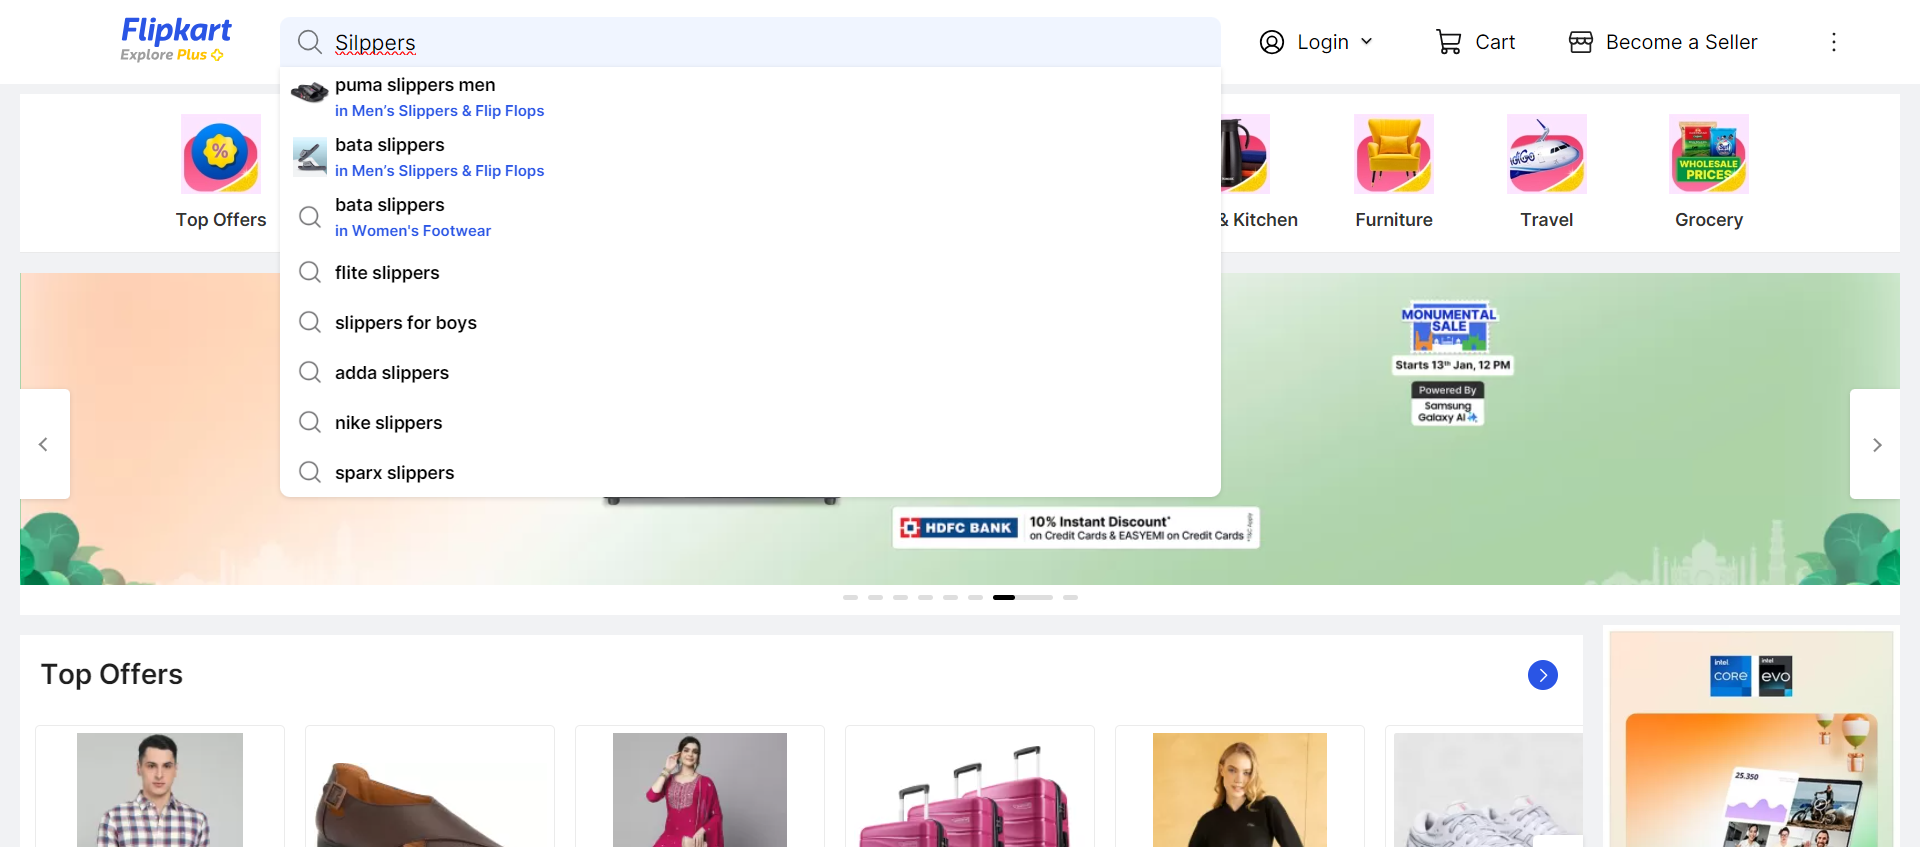 Flipkart
Explore Plus
Silppers
Login
Cart
Become a Seller
puma slippers men
in Men's Slippers & Flip Flops
bata slippers
in Men's Slippers & Flip Flops
bata slippers
in Women's Footwear
flite slippers
slippers for boys
adda slippers
nike slippers
sparx slippers
%
Top Offers
& Kitchen
Furniture
IndiGo
Travel
WHOLESALE
PRICES
Grocery
MONUMENTAL
SALE
Starts 13th Jan, 12 PM
Powered By
Samsung
Galaxy AI
HDFC BANK
10% Instant Discount*
on Credit Cards & EASYEMI on Credit Cards
*T&C Apply
Top Offers
intel
CORE
intel
evo
25.350